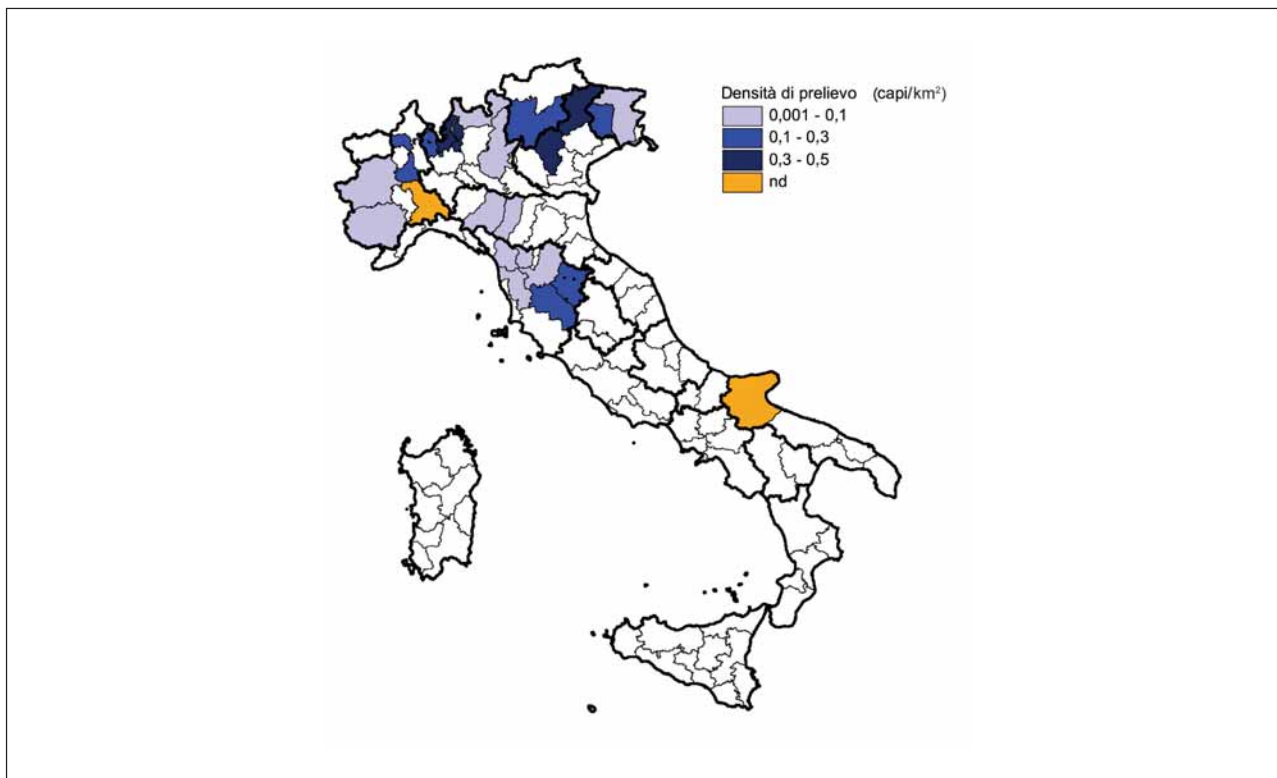 Densità di prelievo (capi/km²)
0,001 - 0,1
0,1 - 0,3
0,3 - 0,5
nd